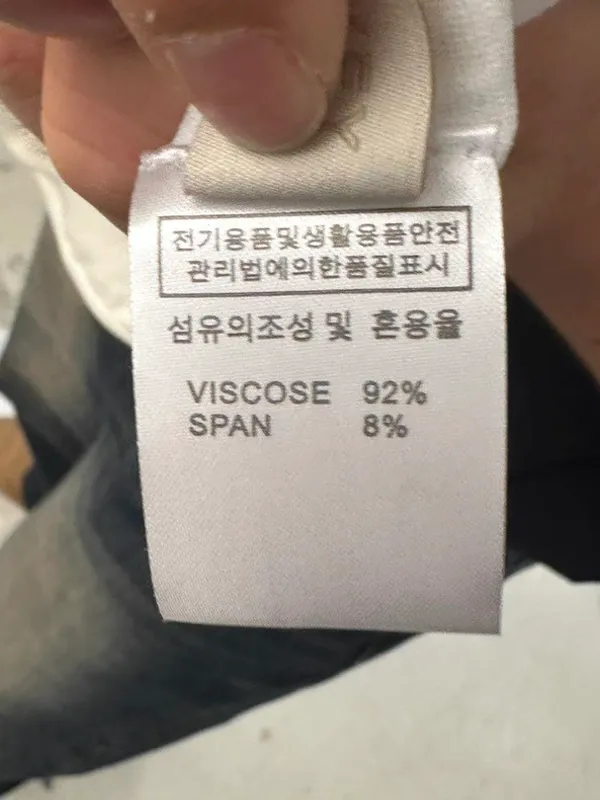 전기용품및생활용품안전
관리법에의한품질표시
섬유의조성 및 혼용율
VISCOSE 92%
SPAN 8%